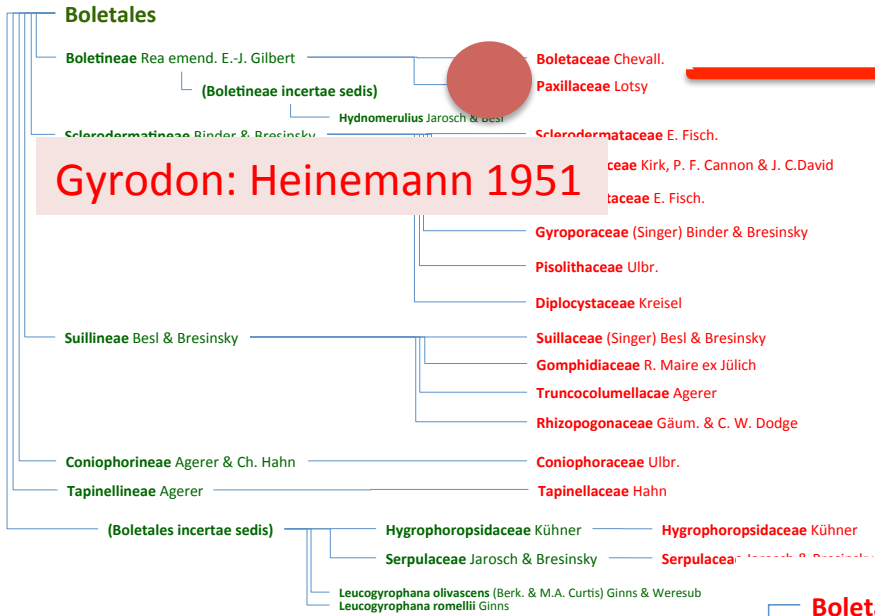 Boletales
Boletineae Rea emend. E.-J. Gilbert
Boletaceae Chevall.
Paxillaceae Lotsy
(Boletineae incertae sedis)
Hydnomerulius Jarosch & Besl
Sclerodermatineae Binder & Bresinsky
Sclerodermataceae E. Fisch.
Gyrodon: Heinemann 1951
ceae Kirk, P. F. Cannon & J. C.David
taceae E. Fisch.
Gyroporaceae (Singer) Binder & Bresinsky
Pisolithaceae Ulbr.
Diplocystaceae Kreisel
Suillineae Besl & Bresinsky
Suillaceae (Singer) Besl & Bresinsky
Gomphidiaceae R. Maire ex Jülich
Truncocolumellacae Agerer
Rhizopogonaceae Gäum. & C. W. Dodge
Coniophorineae Agerer & Ch. Hahn
Coniophoraceae Ulbr.
Tapinellineae Agerer
Tapinellaceae Hahn
(Boletales incertae sedis)
Hygrophoropsidaceae Kühner
Hygrophoropsidaceae Kühner
Serpulaceae Jarosch & Bresinsky
Serpulaceae
Leucogyrophana olivascens (Berk. & M.A. Curtis) Ginns & Weresub
Leucogyrophana romellii Ginns
Boleta